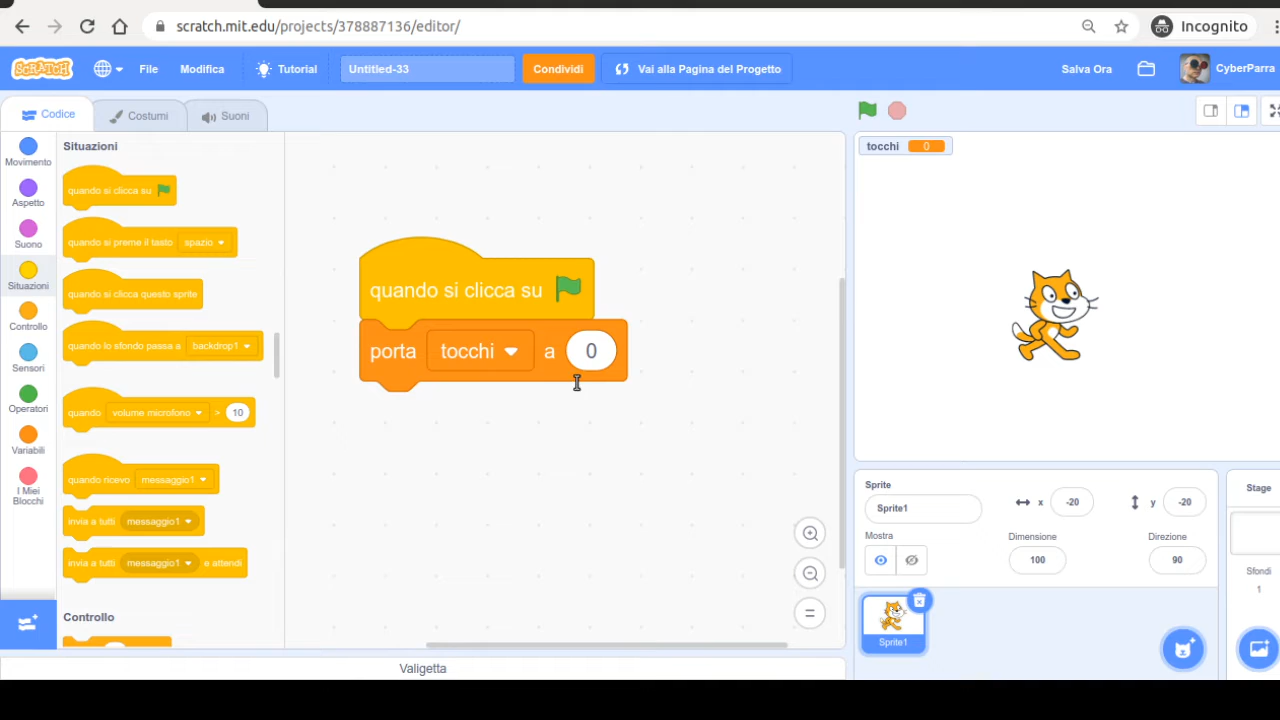 scratch.mit.edu/projects/378887136/editor/
Incognito
SCRATCH
File
Modifica
Tutorial
Untitled-33
Condividi
Vai alla Pagina del Progetto
Salva Ora
CyberParra
Codice
Costumi
Suoni
Movimento
Aspetto
Suono
Situazioni
Controllo
Sensori
Operatori
Variabili
I Miei
Blocchi
Situazioni
quando si clicca su
quando si preme il tasto spazio
quando si clicca questo sprite
quando lo sfondo passa a backdrop1
quando volume microfono > 10
quando ricevo messaggio1
invia a tutti messaggio1
invia a tutti messaggio1 e attendi
Controllo
quando si clicca su
porta tocchi a 0
Valigetta
tocchi 0
Sprite
Sprite1
x -20
y -20
Mostra
Dimensione
100
Direzione
90
Sprite1
Stage
Sfondi
1